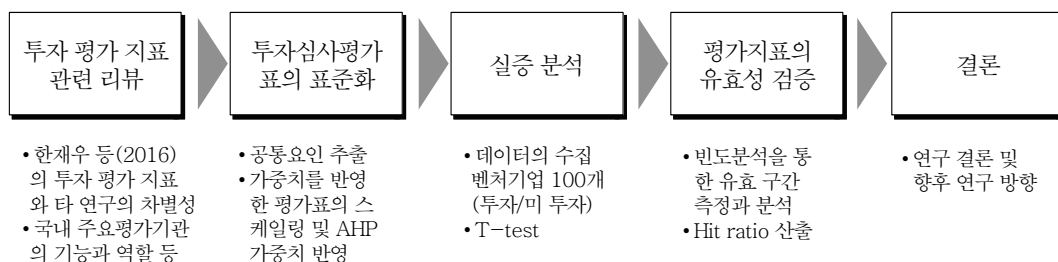 투자 평가 지표
관련 리뷰
투자심사평가
표의 표준화
실증 분석
평가지표의
유효성 검증
결론
• 한재우 등(2016)
의 투자 평가 지표
와 타 연구의 차별성
• 국내 주요평가기관
의 기능과 역할 등
• 공통요인 추출
• 가중치를 반영
한 평가표의 스
케일링 및 AHP
가중치 반영
• 데이터의 수집
벤처기업 100개
(투자/미 투자)
• T-test
• 빈도분석을 통
한 유효 구간
측정과 분석
• Hit ratio 산출
• 연구 결론 및
향후 연구 방향